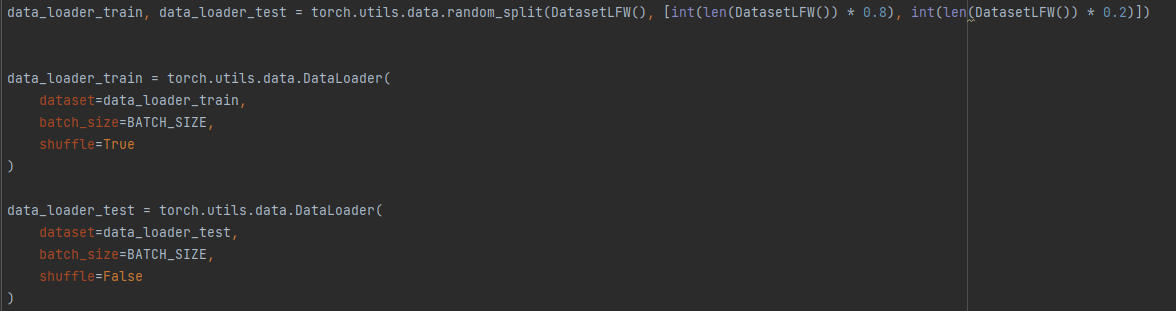 data_loader_train, data_loader_test = torch.utils.data.random_split(DatasetLFW(), [int(len(DatasetLFW()) * 0.8), int(len(DatasetLFW()) * 0.2)])
data_loader_train = torch.utils.data.DataLoader(
    dataset=data_loader_train,
    batch_size=BATCH_SIZE,
    shuffle=True
)
data_loader_test = torch.utils.data.DataLoader(
    dataset=data_loader_test,
    batch_size=BATCH_SIZE,
    shuffle=False
)